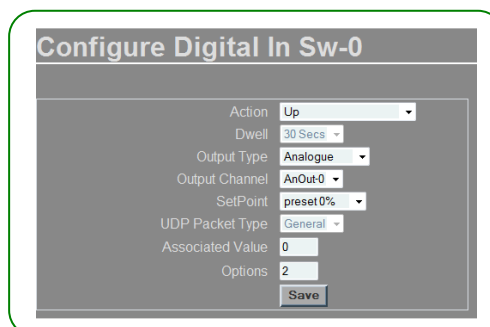 Configure Digital In Sw-0
Action Up
Dwell 30 Secs
Output Type Analogue
Output Channel AnOut-0
SetPoint preset 0%
UDP Packet Type General
Associated Value 0
Options 2
Save